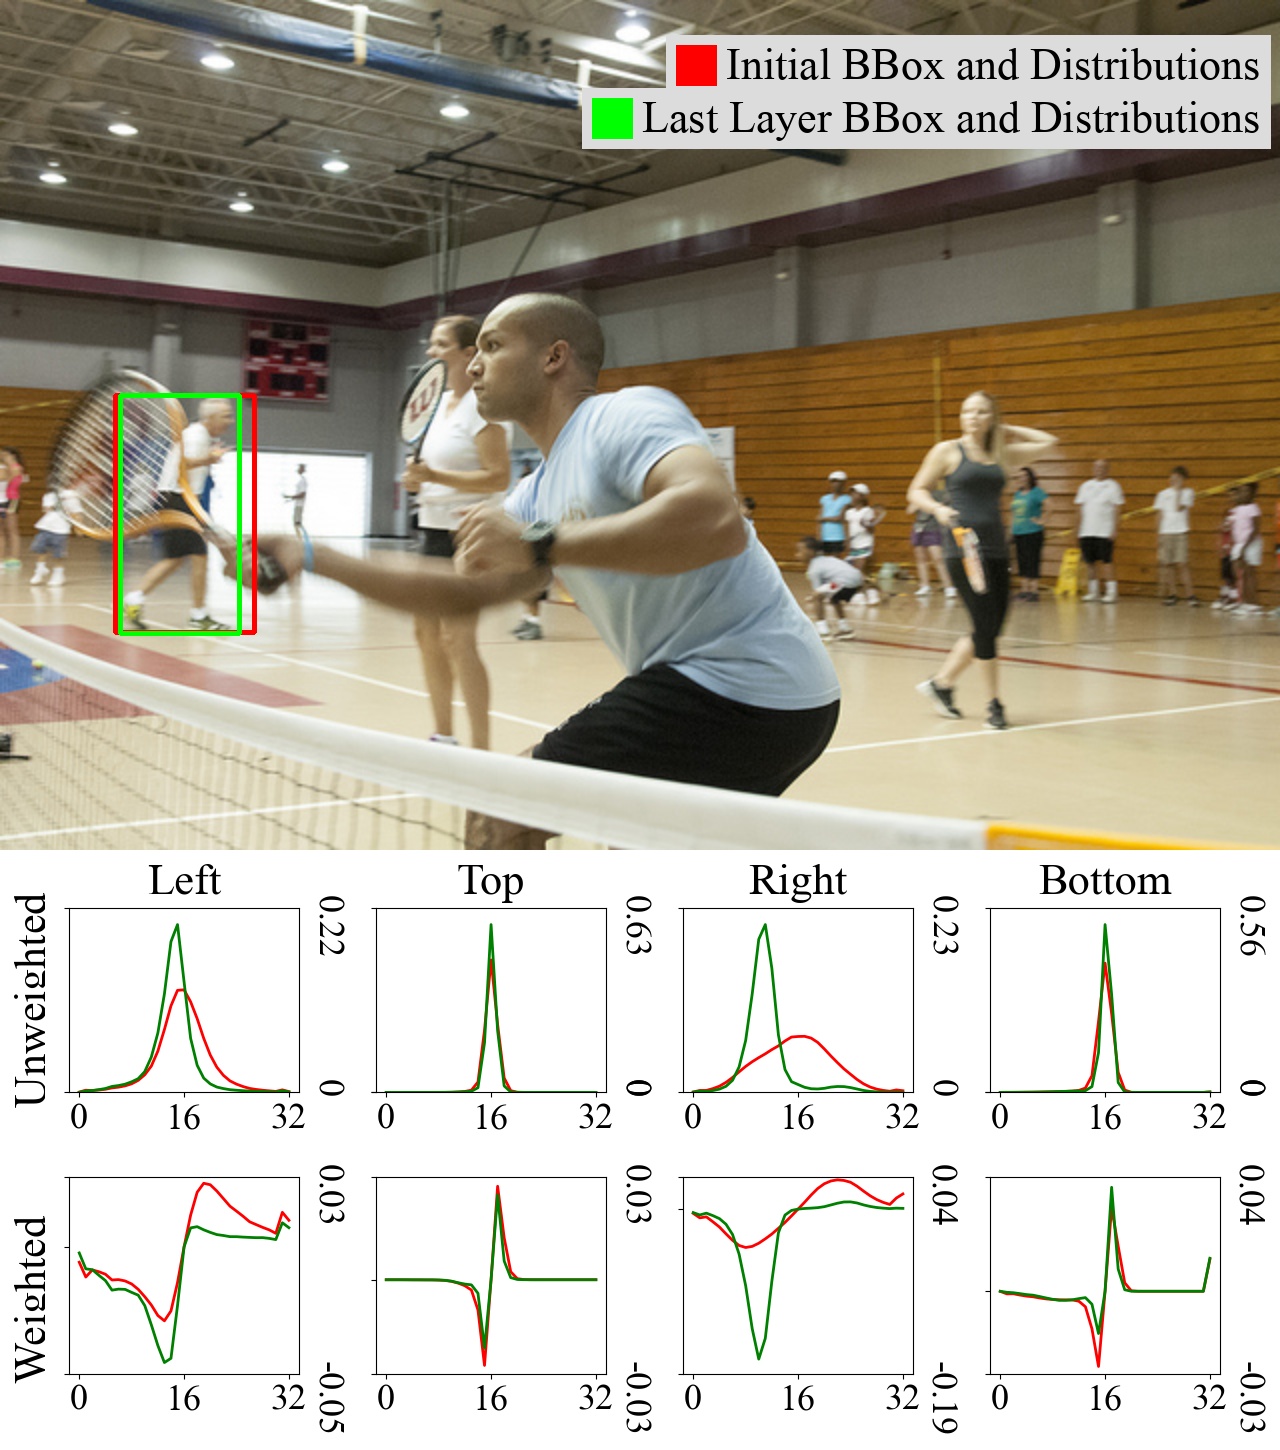 Initial BBox and Distributions
Last Layer BBox and Distributions
W
Left Top Right Bottom
Unweighted
0.22 0.63 0.23 0.56
0 0 0 0
0 16 32 0 16 32 0 16 32 0 16 32
Weighted
0.03 0.03 0.04 0.04
-0.05 -0.03 -0.19 -0.03
0 16 32 0 16 32 0 16 32 0 16 32